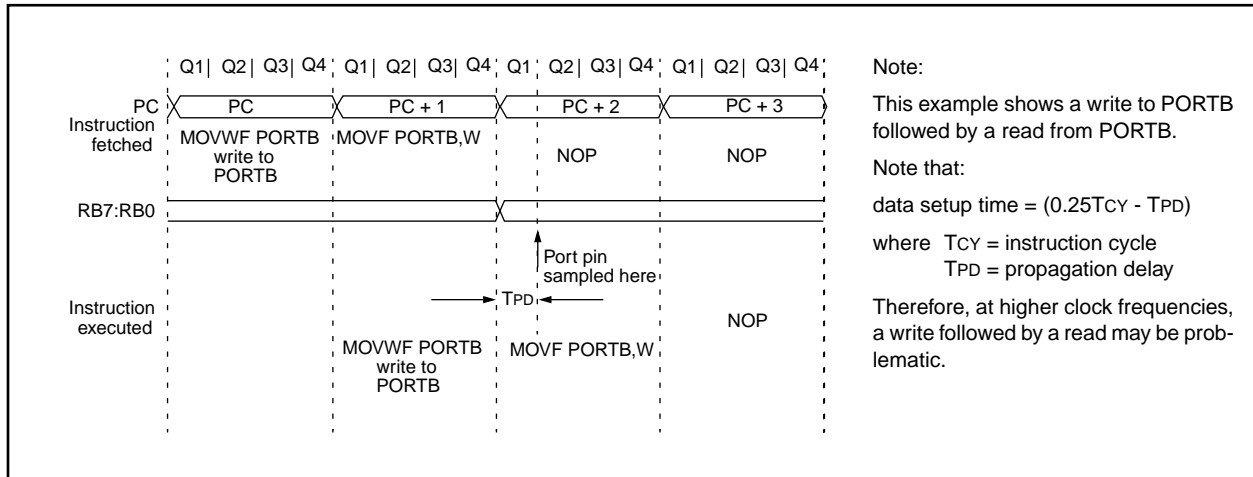 Q1| Q2| Q3| Q4 Q1| Q2| Q3| Q4 Q1 Q2| Q3| Q4 Q1| Q2| Q3| Q4
PC PC PC + 1 PC + 2 PC + 3
Instruction
fetched
MOVWF PORTB
write to
PORTB
MOVF PORTB,W
NOP
NOP
RB7:RB0
Port pin
sampled here
TPD
Instruction
executed
MOVWF PORTB
write to
PORTB
MOVF PORTB,W
NOP
Note:
This example shows a write to PORTB
followed by a read from PORTB.
Note that:
data setup time = (0.25TCY - TPD)
where TCY = instruction cycle
TPD = propagation delay
Therefore, at higher clock frequencies,
a write followed by a read may be prob-
lematic.